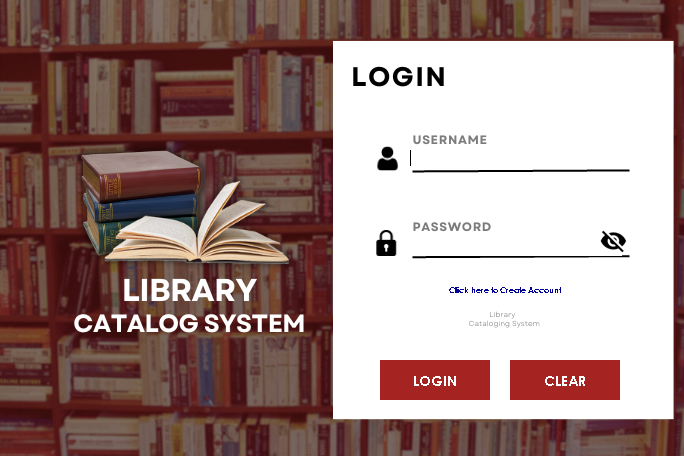 LOGIN
USERNAME
PASSWORD
Click here to Create Account
Library
Cataloging System
LOGIN
CLEAR
LIBRARY
CATALOG SYSTEM